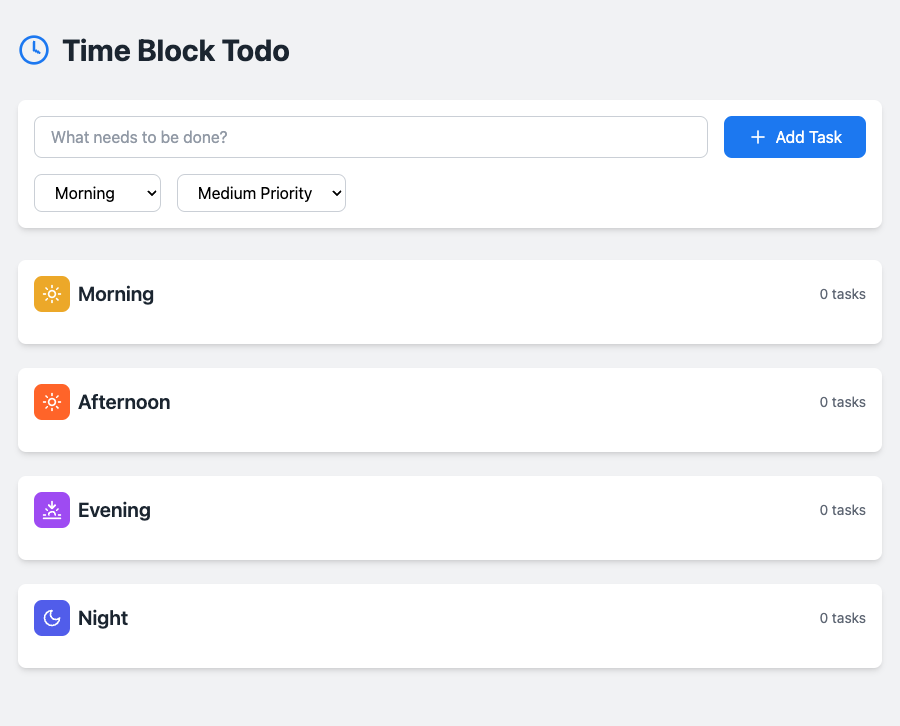 Time Block Todo
What needs to be done?
Add Task
Morning
Medium Priority
Morning
0 tasks
Afternoon
0 tasks
Evening
0 tasks
Night
0 tasks